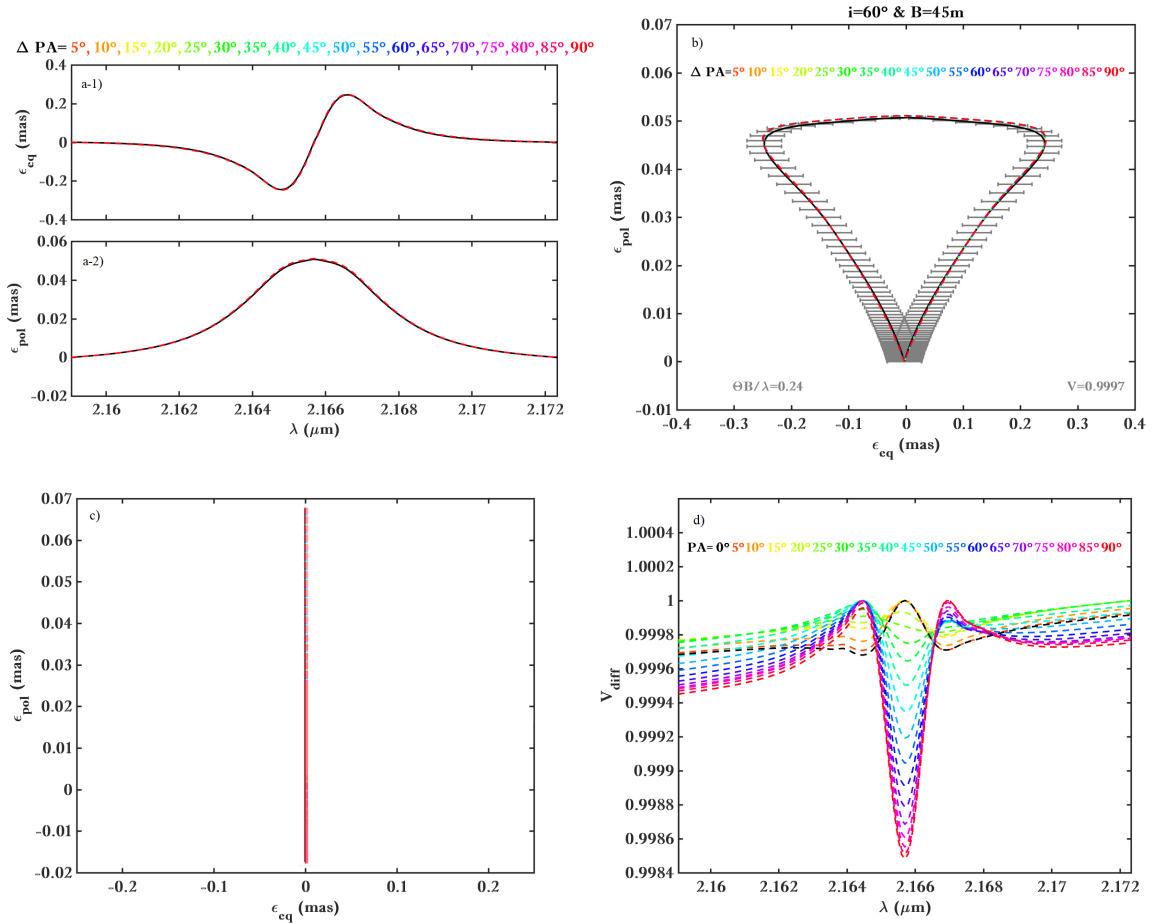 Δ PA= 5°, 10°, 15°, 20°, 25°, 30°, 35°, 40°, 45°, 50°, 55°, 60°, 65°, 70°, 75°, 80°, 85°, 90°
a-1)
0.4
0.2
0
-0.2
-0.4
ϵeq (mas)
a-2)
0.06
0.04
0.02
0
-0.02
ϵpol (mas)
2.16 2.162 2.164 2.166 2.168 2.17 2.172
λ (μm)
i=60° & B=45m
b)
Δ PA=5° 10° 15° 20° 25° 30° 35° 40° 45° 50° 55° 60° 65° 70° 75° 80° 85° 90°
0.07
0.06
0.05
0.04
0.03
0.02
0.01
0
-0.01
ϵpol (mas)
ΘB/λ=0.24 V=0.9997
-0.4 -0.3 -0.2 -0.1 0 0.1 0.2 0.3 0.4
ϵeq (mas)
c)
0.07
0.06
0.05
0.04
0.03
0.02
0.01
0
-0.01
-0.02
ϵpol (mas)
-0.2 -0.1 0 0.1 0.2
ϵeq (mas)
d)
PA= 0° 5° 10° 15° 20° 25° 30° 35° 40° 45° 50° 55° 60° 65° 70° 75° 80° 85° 90°
1.0004
1.0002
1
0.9998
0.9996
0.9994
0.9992
0.999
0.9988
0.9986
0.9984
Vdiff
2.16 2.162 2.164 2.166 2.168 2.17 2.172
λ (μm)